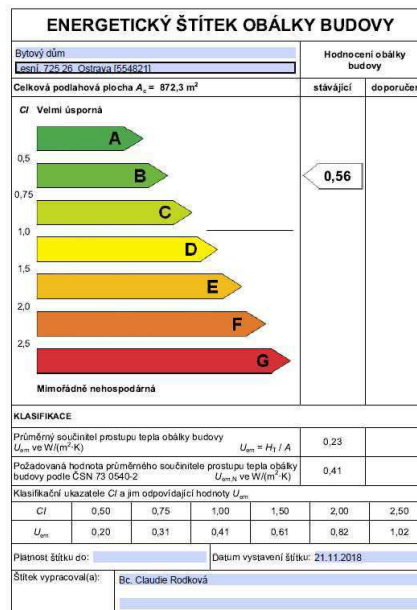 ENERGETICKÝ ŠTÍTEK OBÁLKY BUDOVY
Bytový dům
Lesní, 725 26 Ostrava [554821]
Hodnocení obálky
budovy
Celková podlahová plocha Ac = 872,3 m²
stávající
doporučen
CI Velmi úsporná
A
0,5
B
0,56
0,75
C
1,0
D
1,5
E
2,0
F
2,5
G
Mimořádně nehospodárná
KLASIFIKACE
Průměrný součinitel prostupu tepla obálky budovy
Uem ve W/(m²·K) Uem = HT / A
0,23
Požadovaná hodnota průměrného součinitele prostupu tepla obálky
budovy podle ČSN 73 0540-2 Uem,N ve W/(m²·K)
0,41
Klasifikační ukazatele CI a jim odpovídající hodnoty Uem
CI 0,50 0,75 1,00 1,50 2,00 2,50
Uem 0,20 0,31 0,41 0,61 0,82 1,02
Platnost štítku do: Datum vystavení štítku: 21.11.2018
Štítek vypracoval(a): Bc. Claudie Rodková